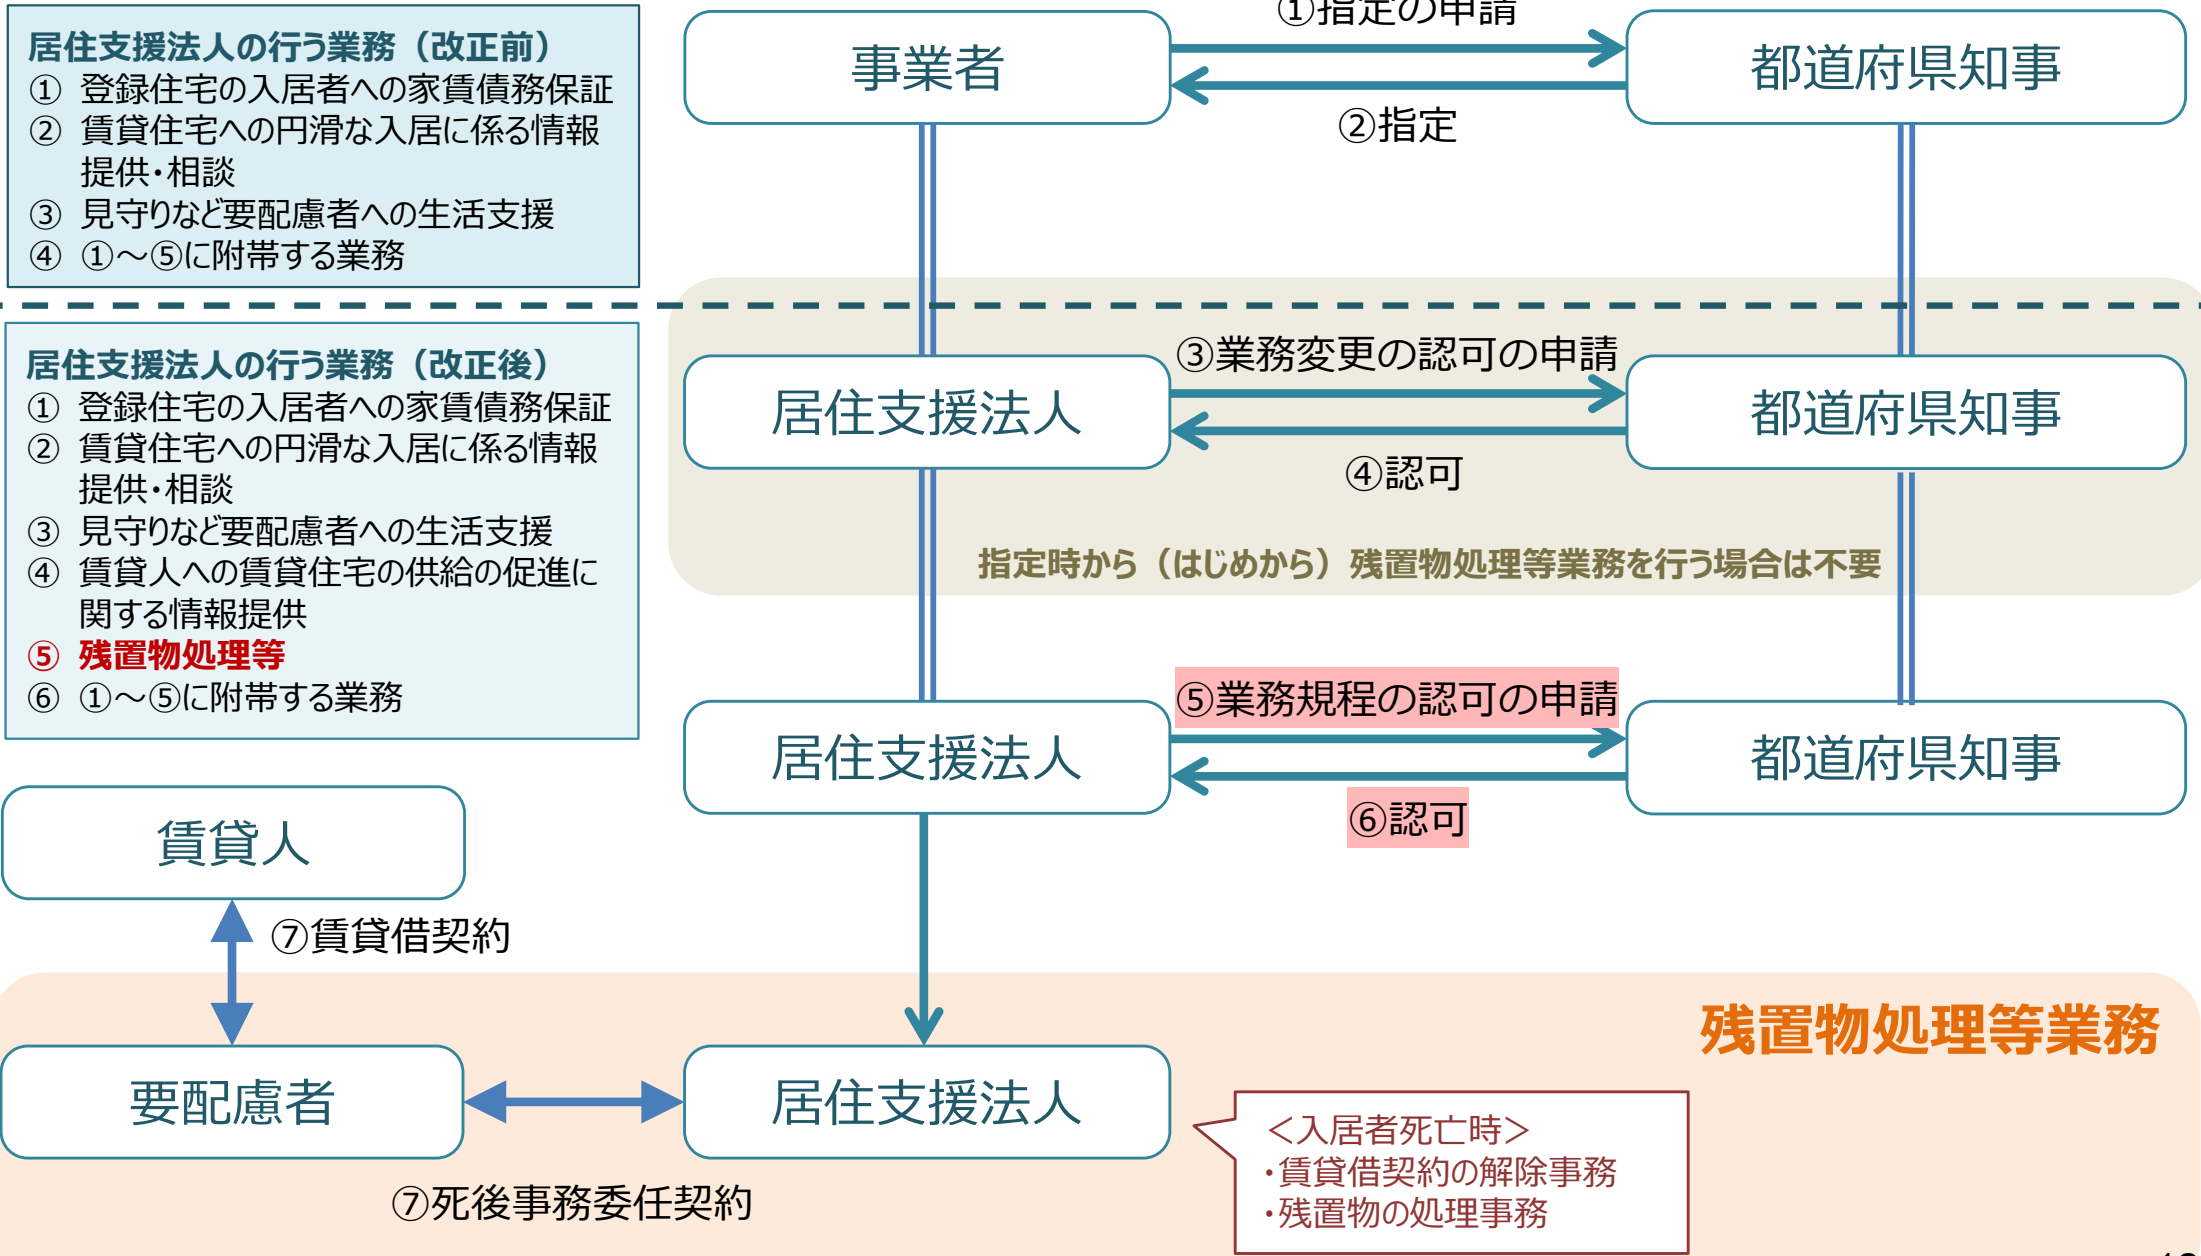 居住支援法人の行う業務（改正前）
① 登録住宅の入居者への家賃債務保証
② 賃貸住宅への円滑な入居に係る情報
提供・相談
③ 見守りなど要配慮者への生活支援
④ ①～⑤に附帯する業務
事業者
①指定の申請
②指定
都道府県知事
居住支援法人の行う業務（改正後）
① 登録住宅の入居者への家賃債務保証
② 賃貸住宅への円滑な入居に係る情報
提供・相談
③ 見守りなど要配慮者への生活支援
④ 賃貸人への賃貸住宅の供給の促進に
関する情報提供
⑤ 残置物処理等
⑥ ①～⑤に附帯する業務
居住支援法人
③業務変更の認可の申請
④認可
都道府県知事
指定時から（はじめから）残置物処理等業務を行う場合は不要
居住支援法人
⑤業務規程の認可の申請
⑥認可
都道府県知事
賃貸人
⑦賃貸借契約
残置物処理等業務
要配慮者
居住支援法人
⑦死後事務委任契約
＜入居者死亡時＞
・賃貸借契約の解除事務
・残置物の処理事務